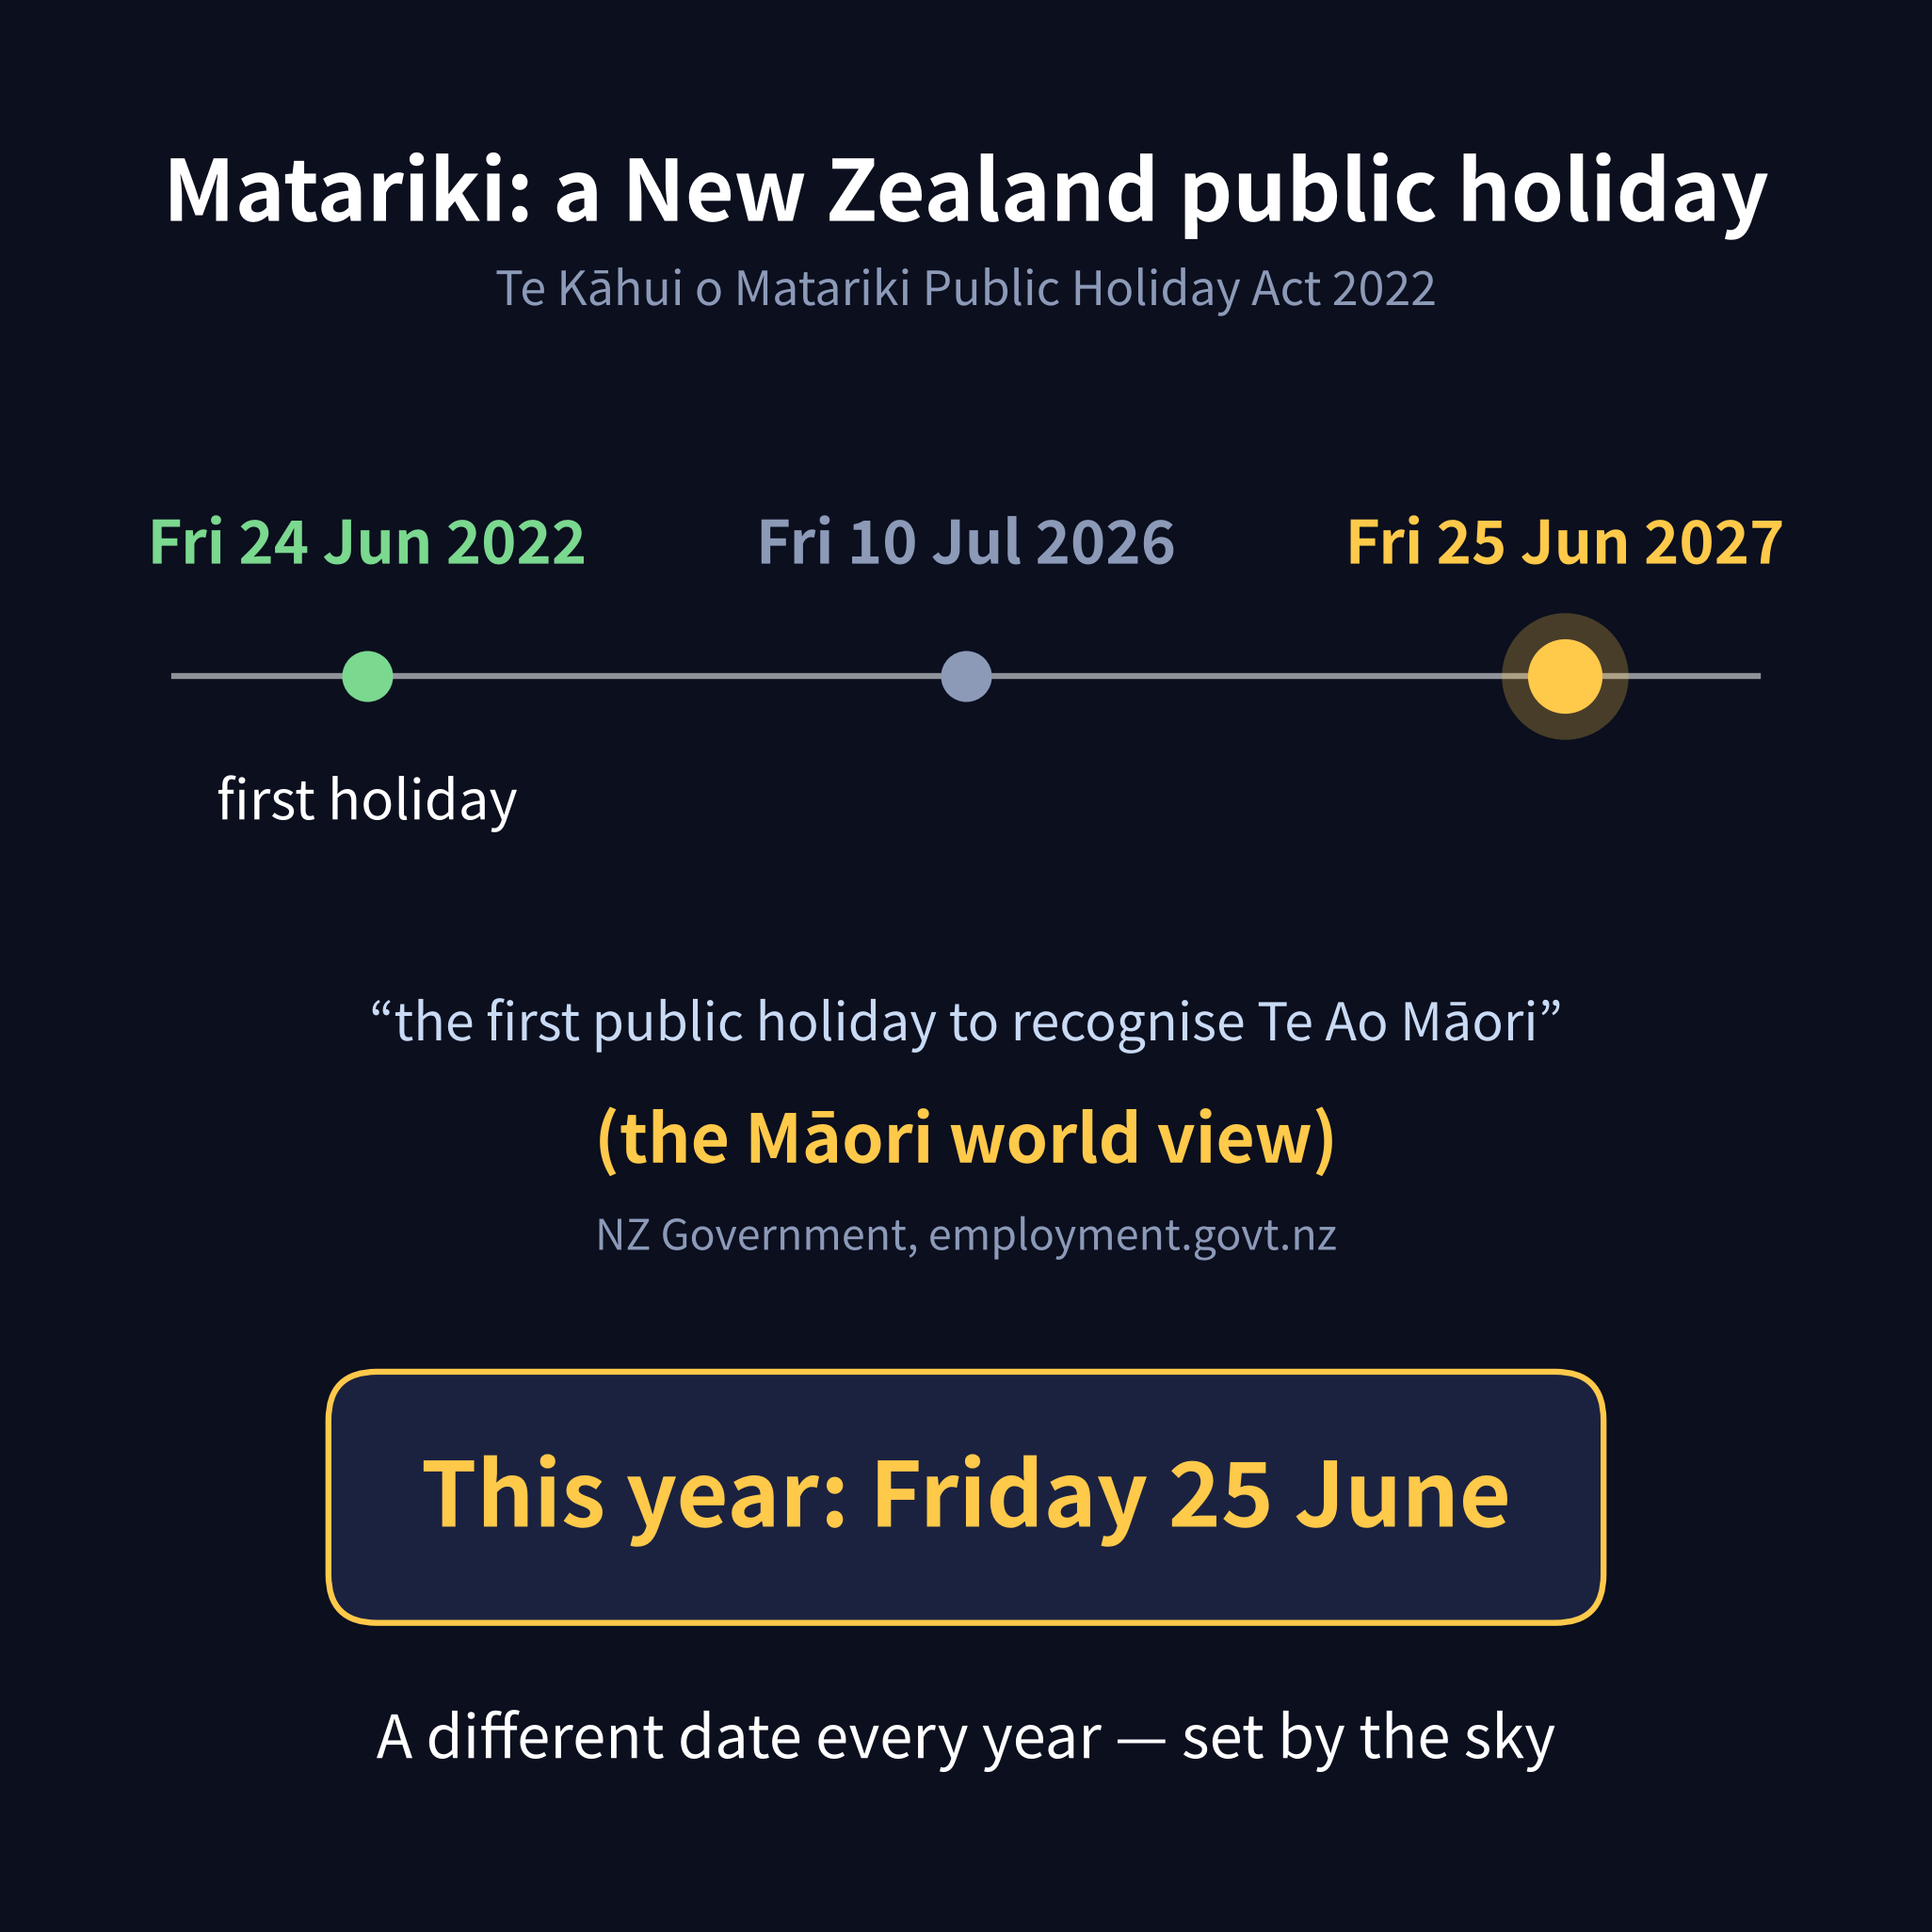 Matariki: a New Zealand public holiday
Te Kāhui o Matariki Public Holiday Act 2022
Fri 24 Jun 2022
Fri 10 Jul 2026
Fri 25 Jun 2027
first holiday
“the first public holiday to recognise Te Ao Māori”
(the Māori world view)
NZ Government, employment.govt.nz
This year: Friday 25 June
A different date every year — set by the sky